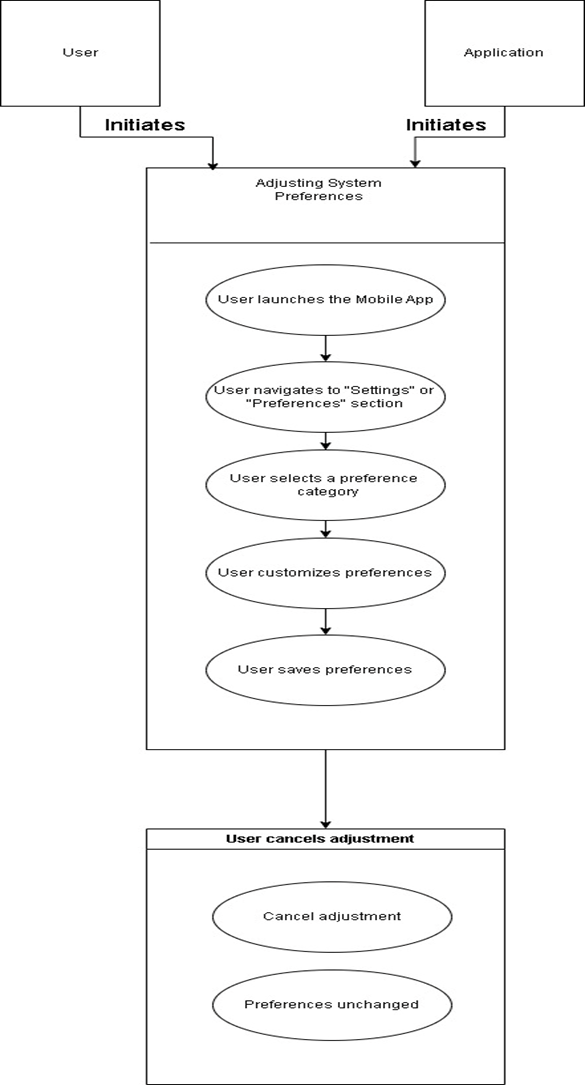 User
Application
Initiates
Initiates
Adjusting System
Preferences
User launches the Mobile App
User navigates to "Settings" or
"Preferences" section
User selects a preference
category
User customizes preferences
User saves preferences
User cancels adjustment
Cancel adjustment
Preferences unchanged